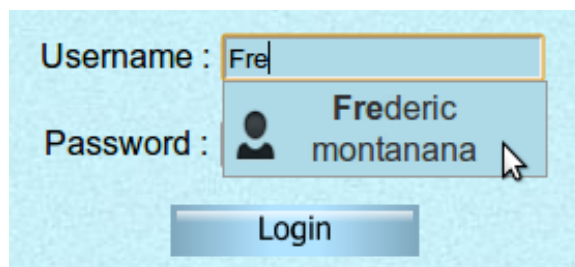 Username : Fre
Frederic
montanana
Password :
Login